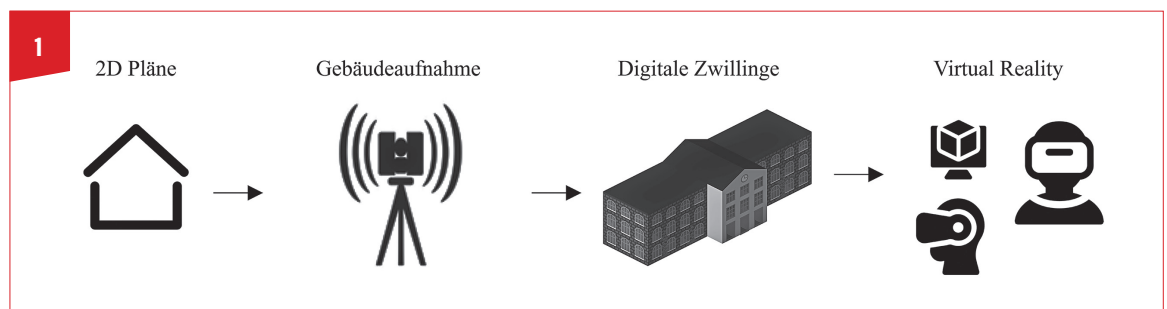 1
2D Pläne
Gebäudeaufnahme
Digitale Zwillinge
Virtual Reality